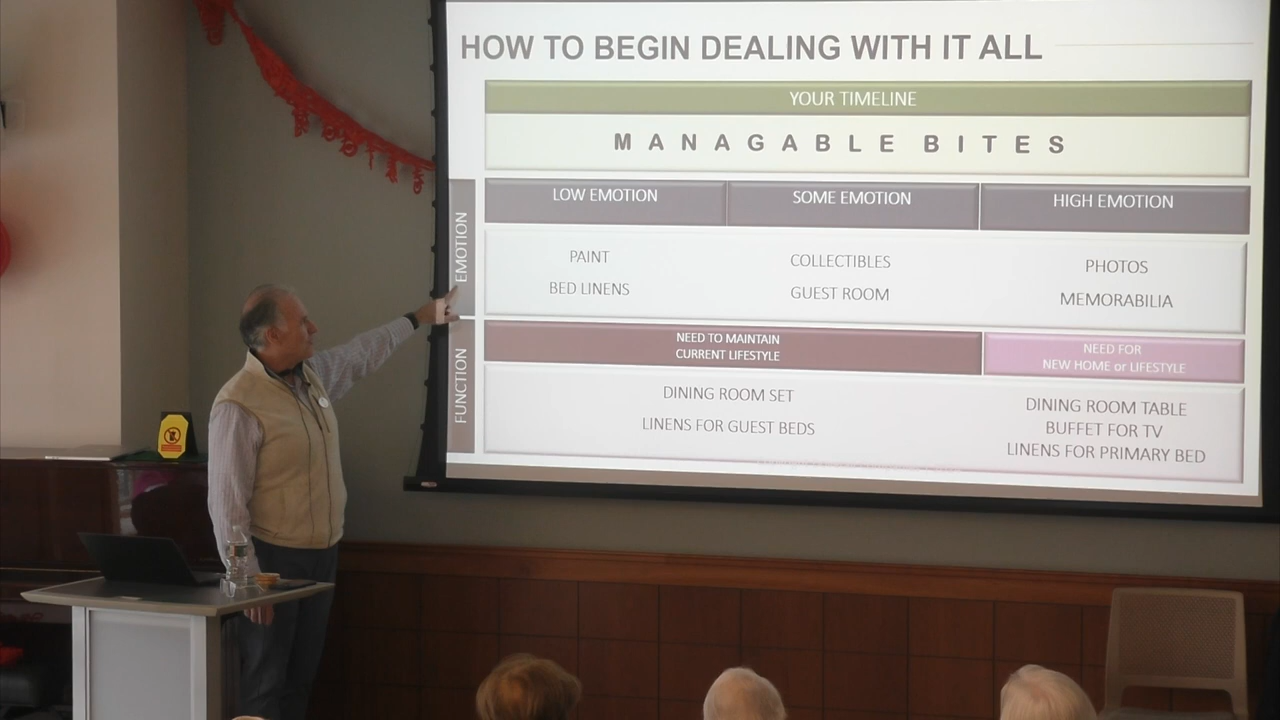 HOW TO BEGIN DEALING WITH IT ALL
YOUR TIMELINE
MANAGABLE BITES
EMOTION
LOW EMOTION
SOME EMOTION
HIGH EMOTION
PAINT
BED LINENS
COLLECTIBLES
GUEST ROOM
PHOTOS
MEMORABILIA
FUNCTION
NEED TO MAINTAIN
CURRENT LIFESTYLE
NEED FOR
NEW HOME or LIFESTYLE
DINING ROOM SET
LINENS FOR GUEST BEDS
DINING ROOM TABLE
BUFFET FOR TV
LINENS FOR PRIMARY BED